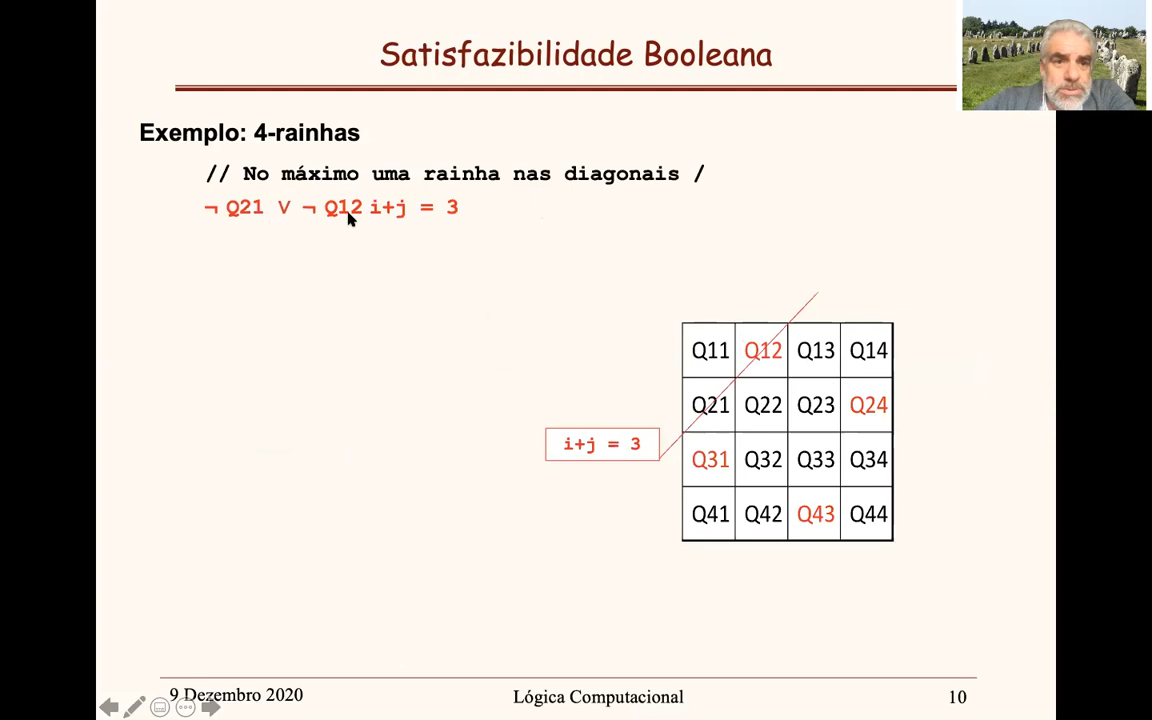 Satisfazibilidade Booleana
Exemplo: 4-rainhas
// No máximo uma rainha nas diagonais /
¬ Q21 ∨ ¬ Q12 i+j = 3
Q11 Q12 Q13 Q14
Q21 Q22 Q23 Q24
i+j = 3
Q31 Q32 Q33 Q34
Q41 Q42 Q43 Q44
9 Dezembro 2020 Lógica Computacional 10